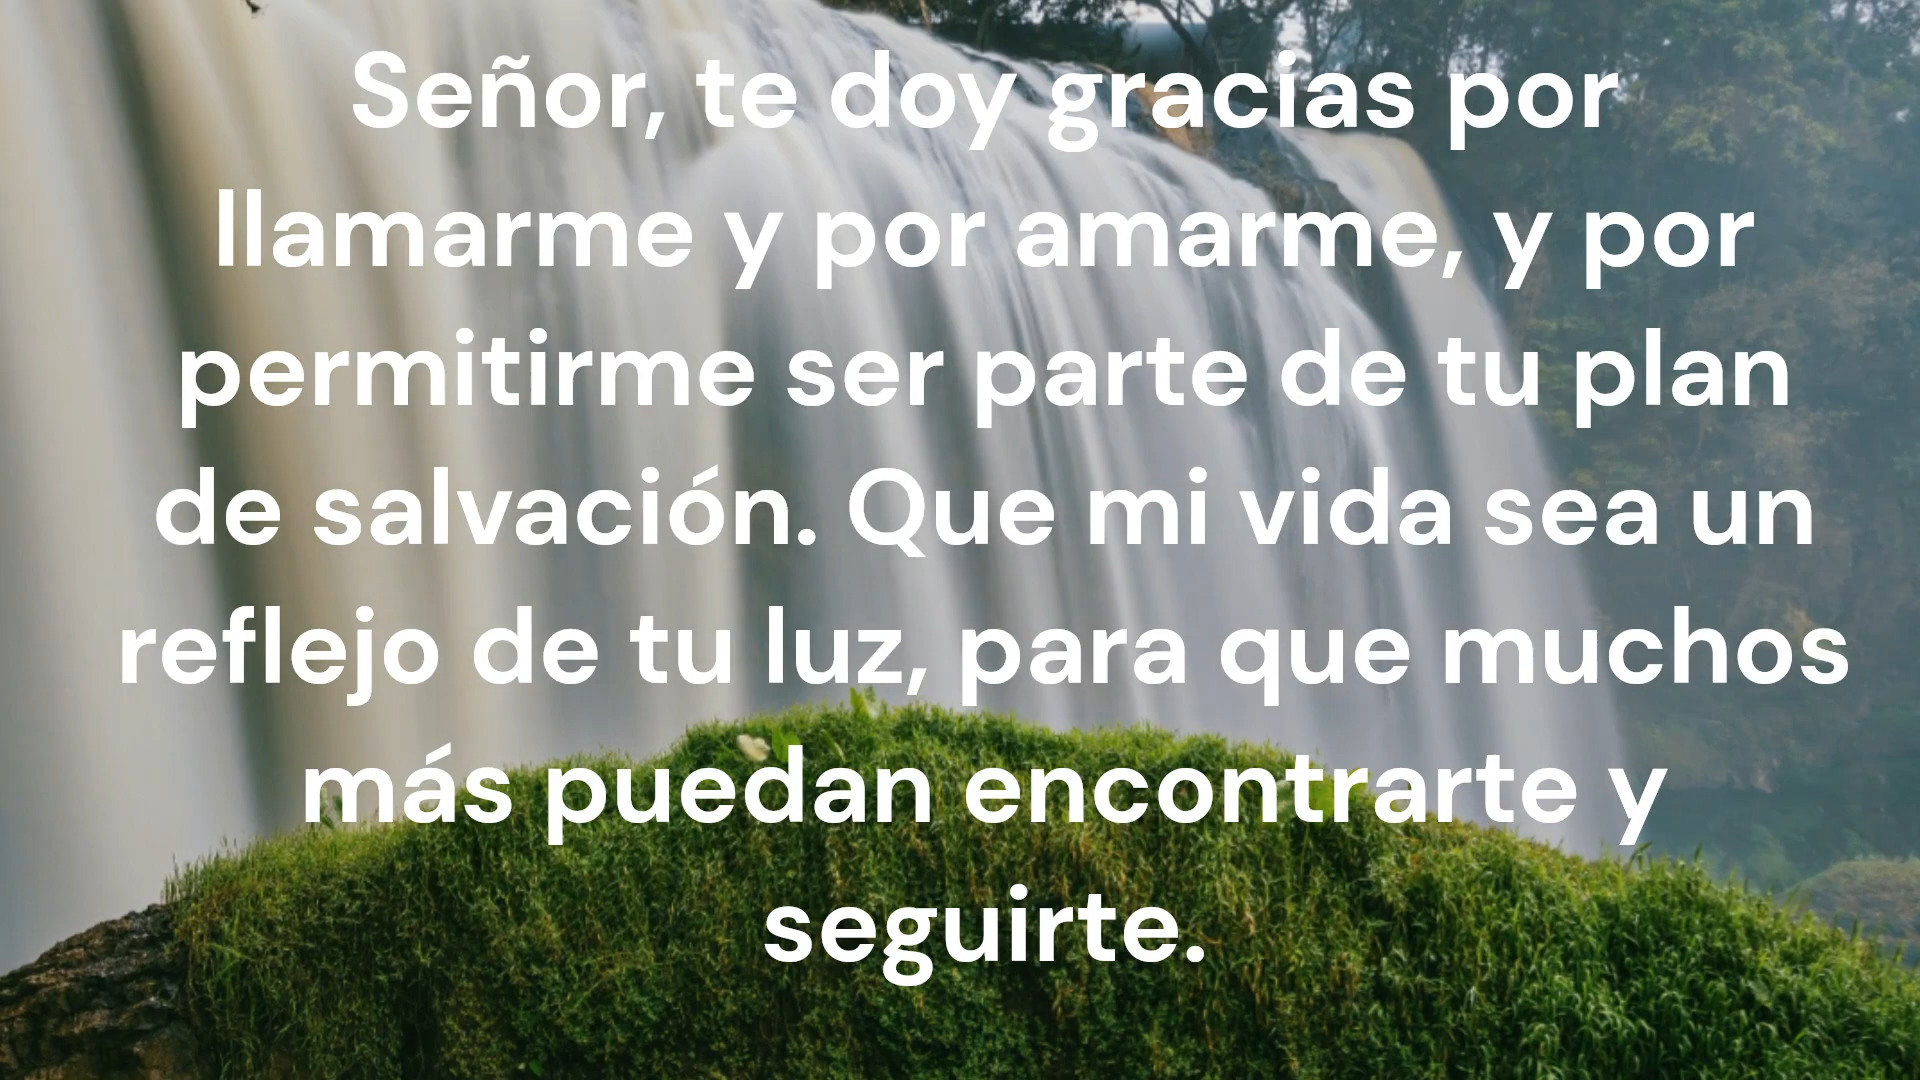 Señor, te doy gracias por
llamarme y por amarme, y por
permitirme ser parte de tu plan
de salvación. Que mi vida sea un
reflejo de tu luz, para que muchos
más puedan encontrarte y
seguirte.